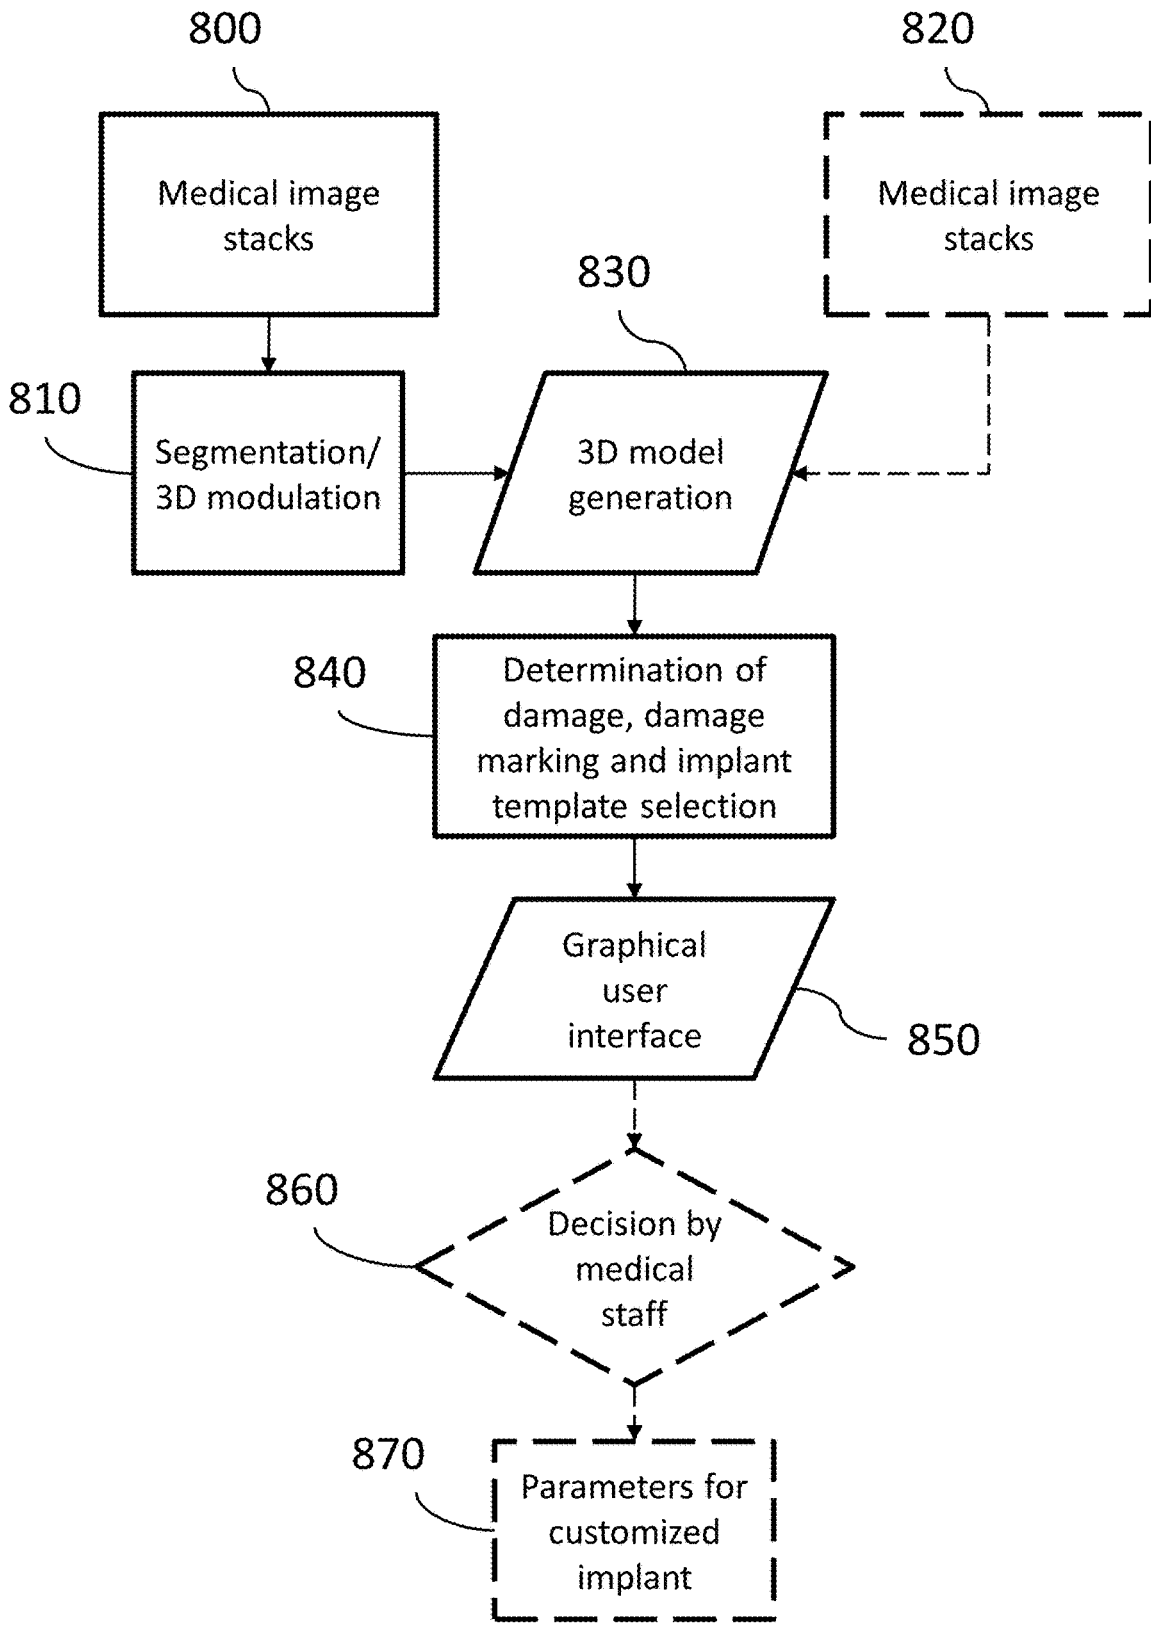 800
820
Medical image
stacks
Medical image
stacks
830
810
Segmentation/
3D modulation
3D model
generation
840
Determination of
damage, damage
marking and implant
template selection
Graphical
user
interface
850
860
Decision by
medical
staff
870
Parameters for
customized
implant